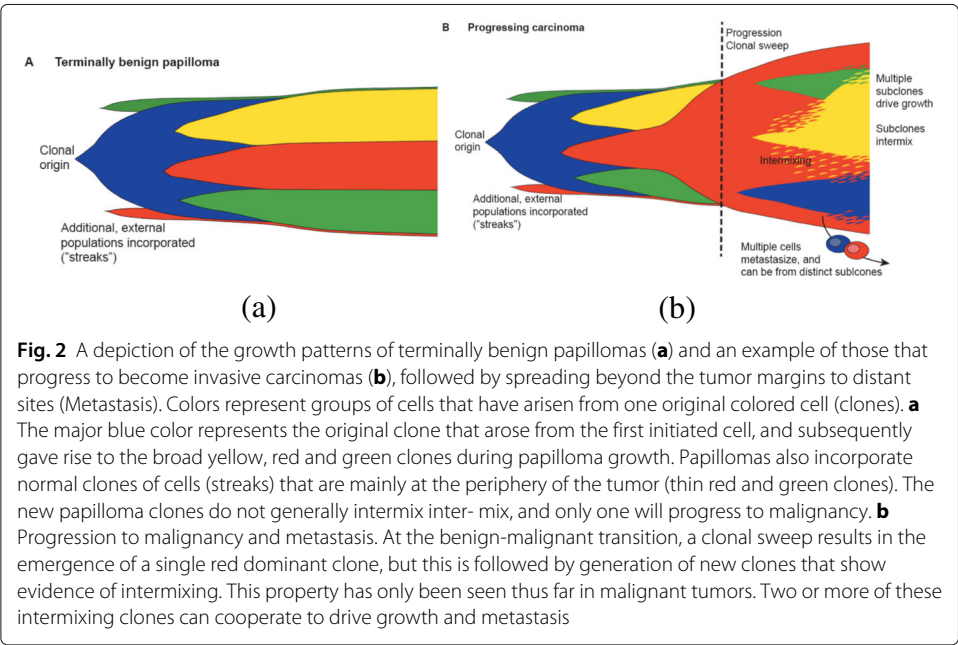 A Terminally benign papilloma
Clonal
origin
Additional, external
populations incorporated
("streaks")
(a)
B Progressing carcinoma
Progression
Clonal sweep
Clonal
origin
Additional, external
populations incorporated
("streaks")
Intermixing
Multiple
subclones
drive growth
Subclones
intermix
Multiple cells
metastasize, and
can be from distinct sublcones
(b)
Fig. 2 A depiction of the growth patterns of terminally benign papillomas (a) and an example of those that
progress to become invasive carcinomas (b), followed by spreading beyond the tumor margins to distant
sites (Metastasis). Colors represent groups of cells that have arisen from one original colored cell (clones). a
The major blue color represents the original clone that arose from the first initiated cell, and subsequently
gave rise to the broad yellow, red and green clones during papilloma growth. Papillomas also incorporate
normal clones of cells (streaks) that are mainly at the periphery of the tumor (thin red and green clones). The
new papilloma clones do not generally intermix inter- mix, and only one will progress to malignancy. b
Progression to malignancy and metastasis. At the benign-malignant transition, a clonal sweep results in the
emergence of a single red dominant clone, but this is followed by generation of new clones that show
evidence of intermixing. This property has only been seen thus far in malignant tumors. Two or more of these
intermixing clones can cooperate to drive growth and metastasis